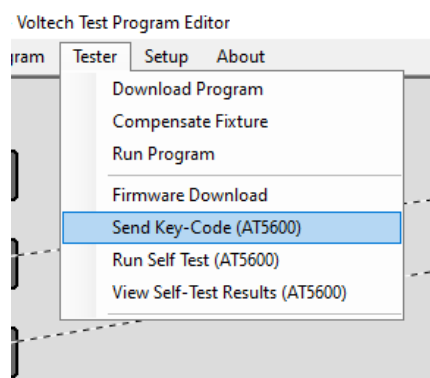 Voltech Test Program Editor
gram Tester Setup About
Download Program
Compensate Fixture
Run Program
Firmware Download
Send Key-Code (AT5600)
Run Self Test (AT5600)
View Self-Test Results (AT5600)